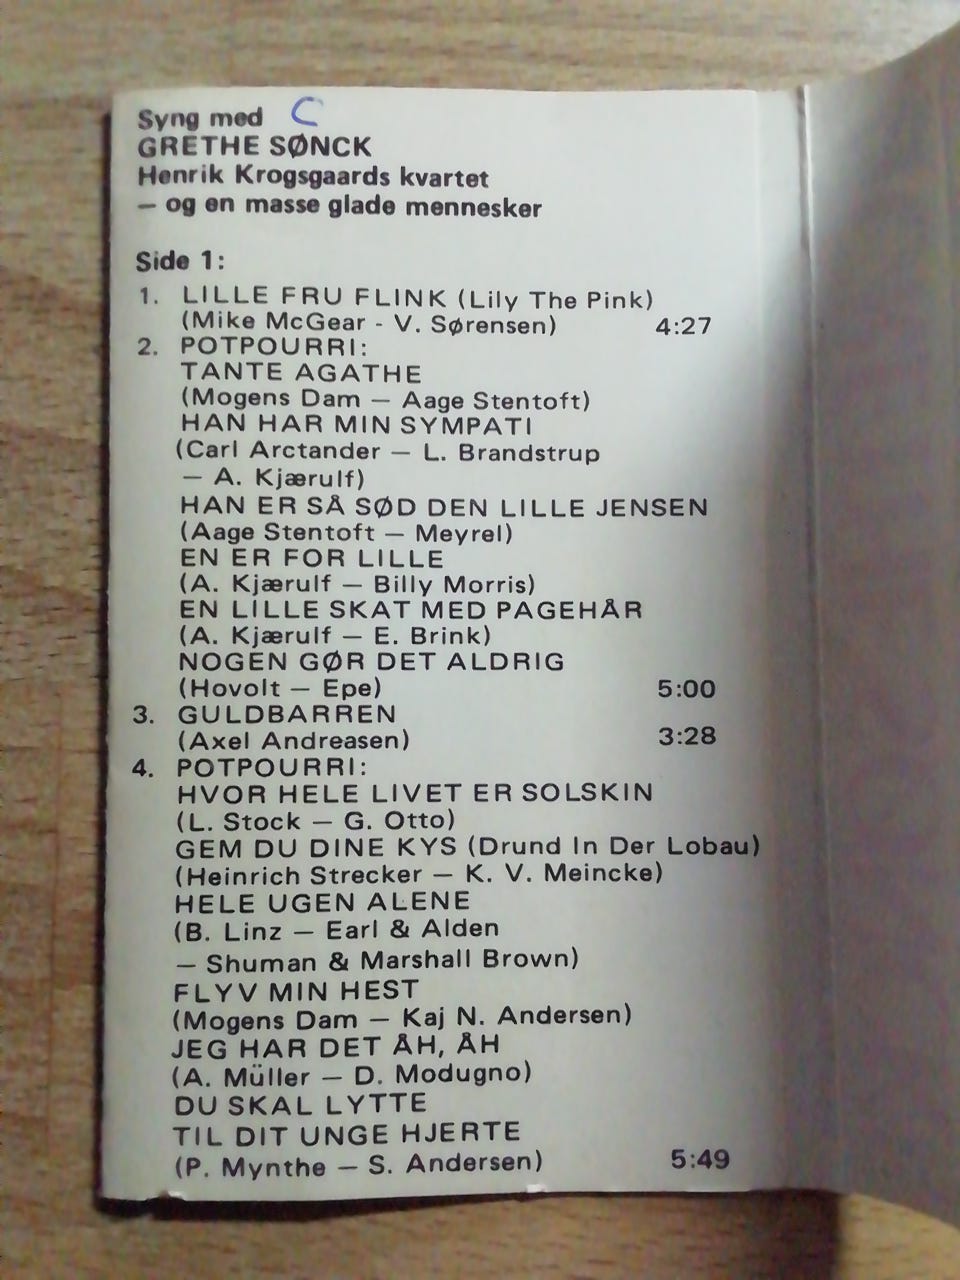 Syng med C
GRETHE SØNCK
Henrik Krogsgaards kvartet
— og en masse glade mennesker
Side 1:
1. LILLE FRU FLINK (Lily The Pink)
(Mike McGear - V. Sørensen) 4:27
2. POTPOURRI:
TANTE AGATHE
(Mogens Dam — Aage Stentoft)
HAN HAR MIN SYMPATI
(Carl Arctander — L. Brandstrup
— A. Kjærulf)
HAN ER SÅ SØD DEN LILLE JENSEN
(Aage Stentoft — Meyrel)
EN ER FOR LILLE
(A. Kjærulf — Billy Morris)
EN LILLE SKAT MED PAGEHÅR
(A. Kjærulf — E. Brink)
NOGEN GØR DET ALDRIG
(Hovolt — Epe) 5:00
3. GULDBARREN
(Axel Andreasen) 3:28
4. POTPOURRI:
HVOR HELE LIVET ER SOLSKIN
(L. Stock — G. Otto)
GEM DU DINE KYS (Drund In Der Lobau)
(Heinrich Strecker — K. V. Meincke)
HELE UGEN ALENE
(B. Linz — Earl & Alden
— Shuman & Marshall Brown)
FLYV MIN HEST
(Mogens Dam — Kaj N. Andersen)
JEG HAR DET ÅH, ÅH
(A. Müller — D. Modugno)
DU SKAL LYTTE
TIL DIT UNGE HJERTE
(P. Mynthe — S. Andersen) 5:49